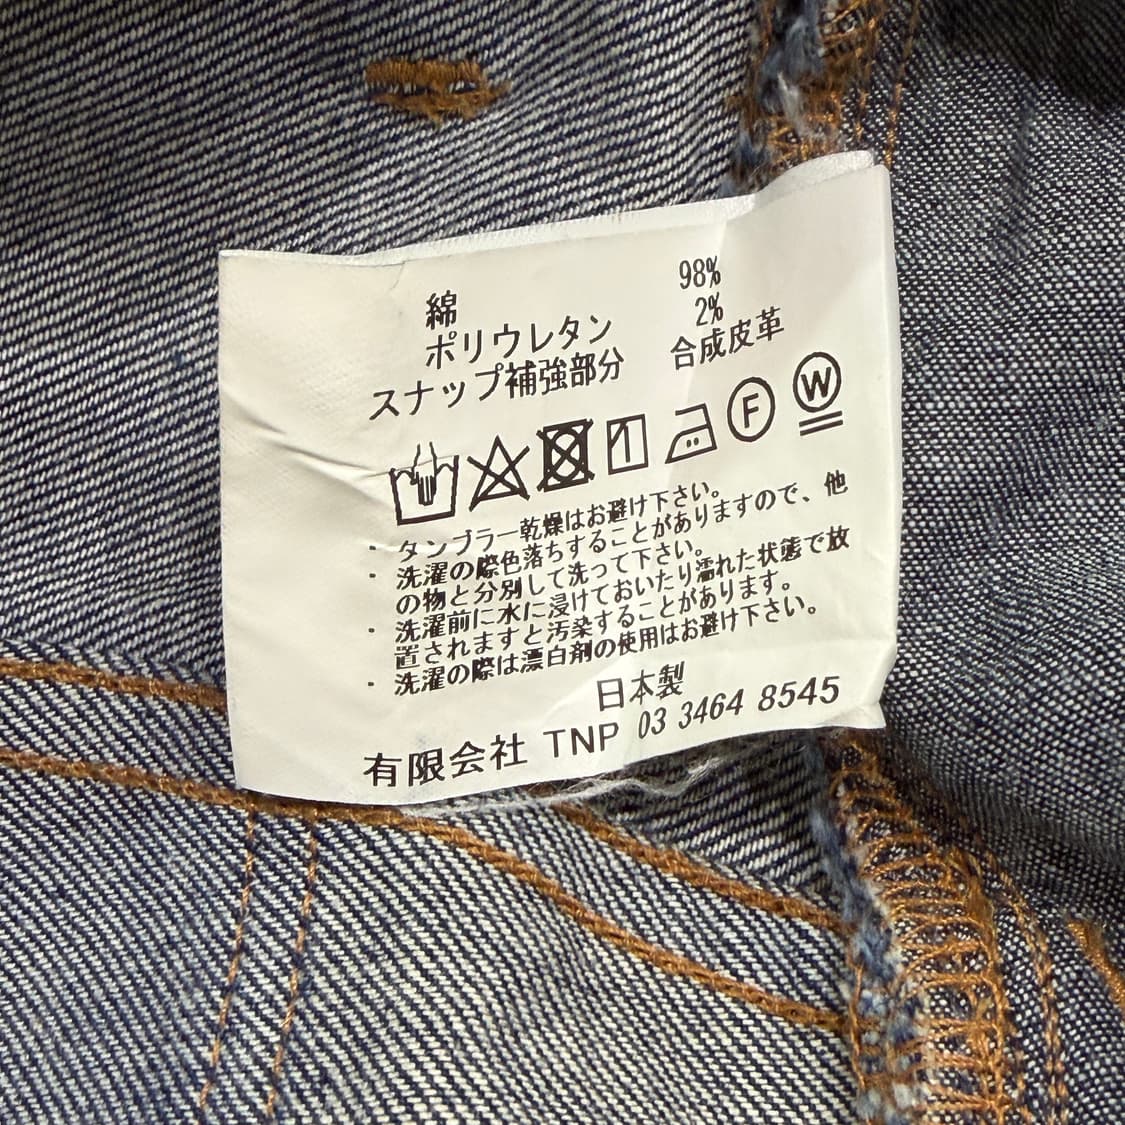 綿 98%
ポリウレタン 2%
スナップ補強部分 合成皮革
F W
・タンブラー乾燥はお避け下さい。
・洗濯の際色落ちすることがありますので、他
の物と分別して洗って下さい。
・洗濯前に水に浸けておいたり濡れた状態で放
置されますと汚染することがあります。
・洗濯の際は漂白剤の使用はお避け下さい。
日本製
有限会社 TNP 03 3464 8545